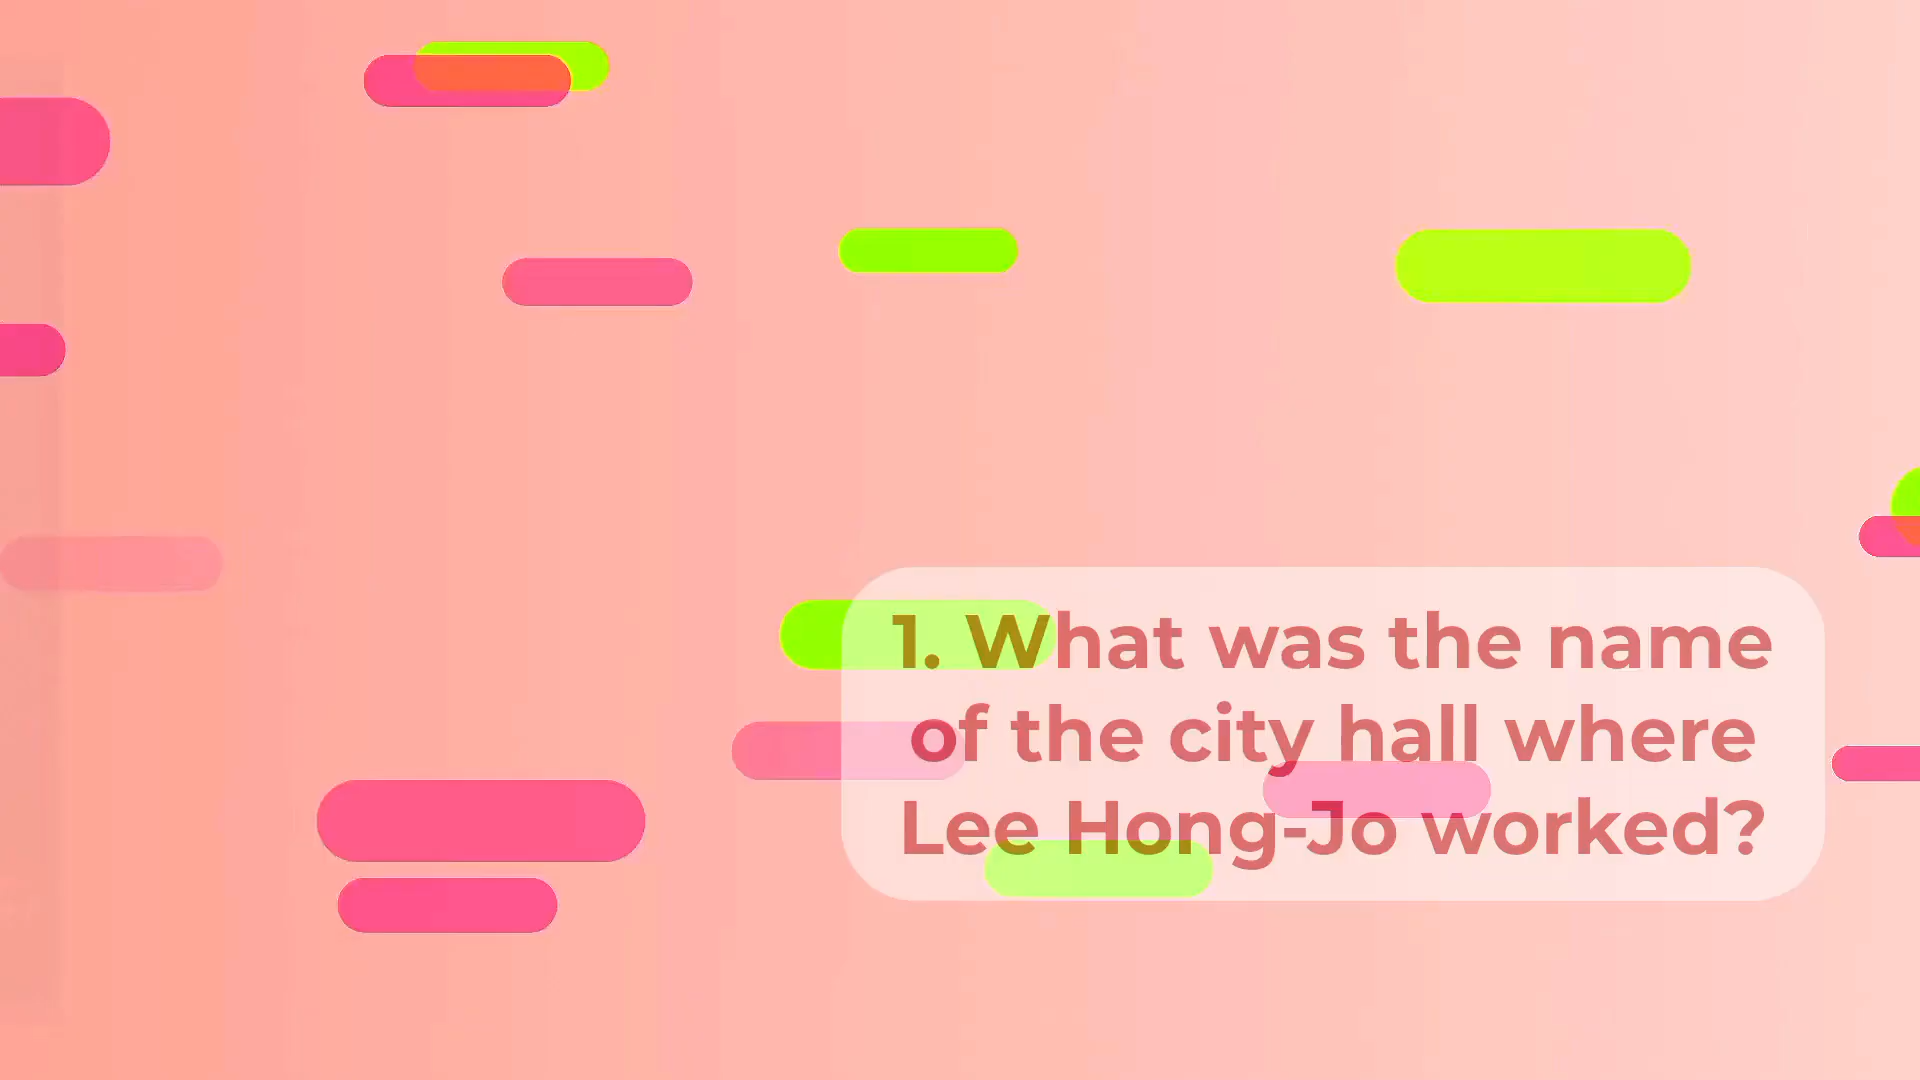 1. What was the name
of the city hall where
Lee Hong-Jo worked?